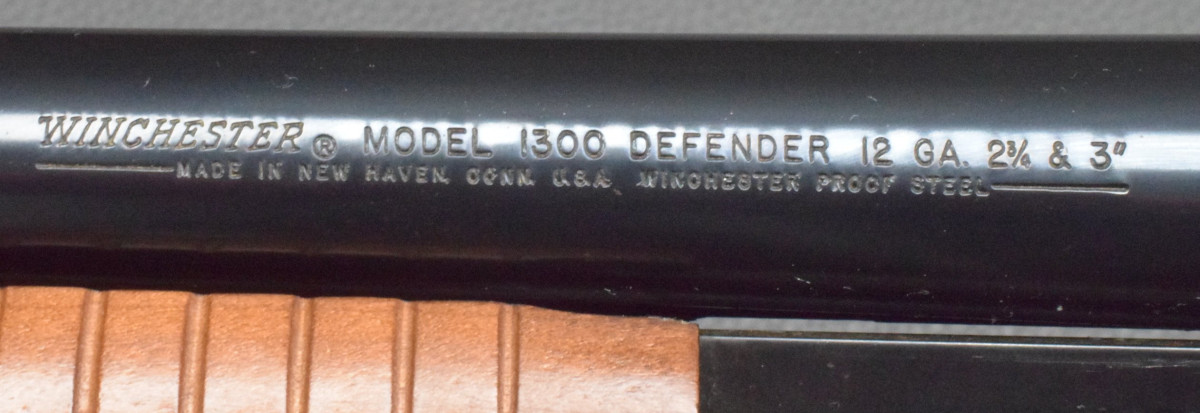 WINCHESTER® MODEL 1300 DEFENDER 12 GA. 2¾ & 3"
MADE IN NEW HAVEN, CONN. U.S.A. WINCHESTER PROOF STEEL